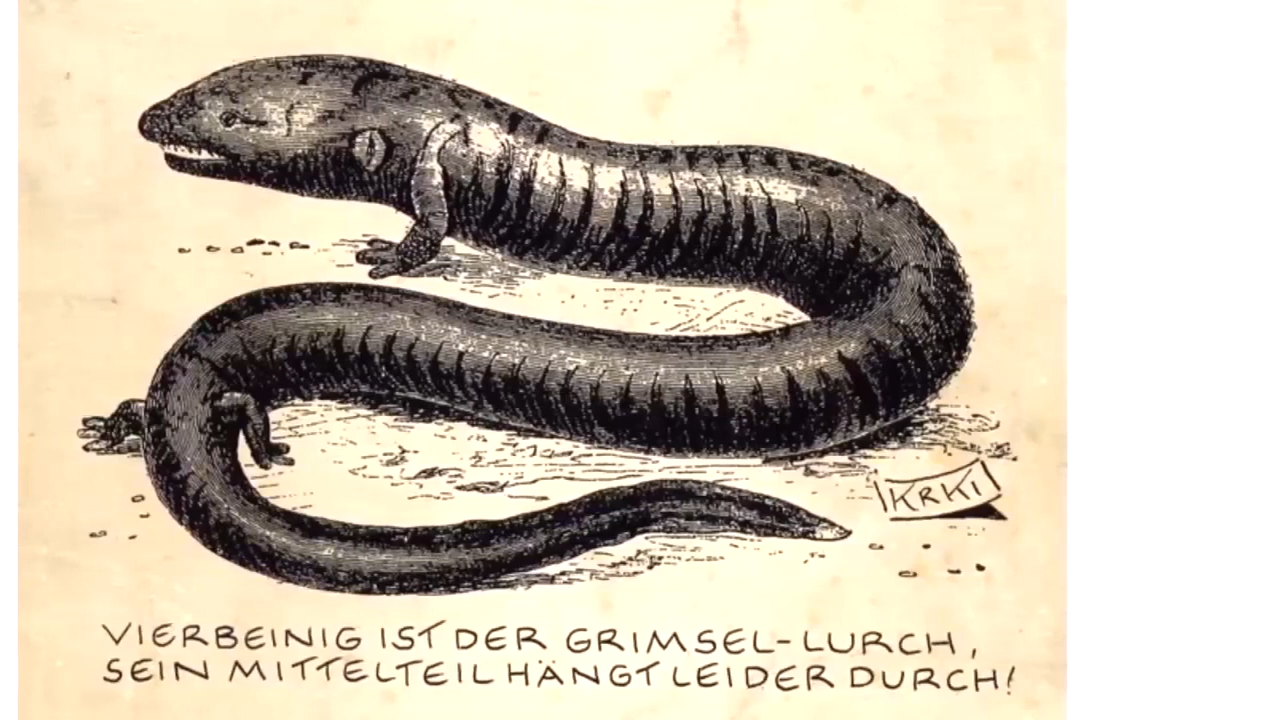 KRKI
VIERBEINIG IST DER GRIMSEL-LURCH,
SEIN MITTELTEIL HÄNGT LEIDER DURCH!